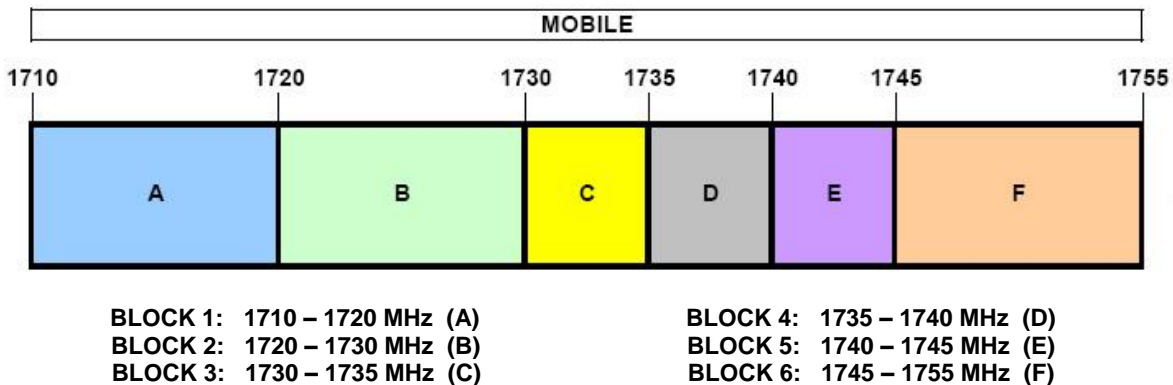 MOBILE
1710 1720 1730 1735 1740 1745 1755
A B C D E F
BLOCK 1: 1710 – 1720 MHz (A)
BLOCK 2: 1720 – 1730 MHz (B)
BLOCK 3: 1730 – 1735 MHz (C)
BLOCK 4: 1735 – 1740 MHz (D)
BLOCK 5: 1740 – 1745 MHz (E)
BLOCK 6: 1745 – 1755 MHz (F)